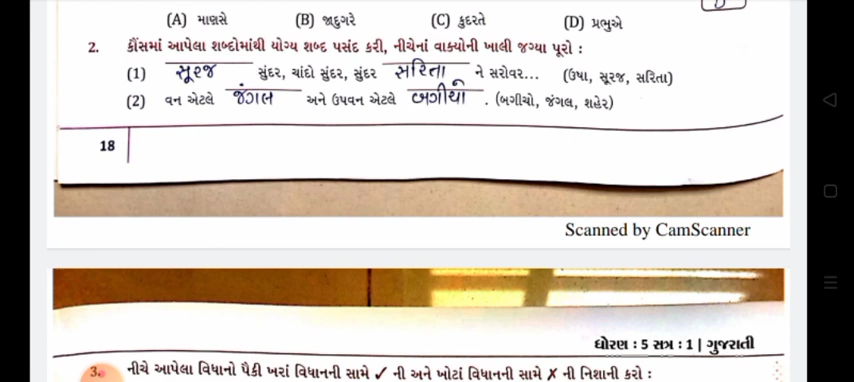 (A) માણસે (B) જાદુગરે (C) કુદરતે (D) પ્રભુએ
2. કૌંસમાં આપેલા શબ્દોમાંથી યોગ્ય શબ્દ પસંદ કરી, નીચેનાં વાક્યોની ખાલી જગ્યા પૂરો :
(1) સૂરજ સુંદર, ચાંદો સુંદર, સુંદર સરિતા ને સરોવર... (ઉષા, સૂરજ, સરિતા)
(2) વન એટલે જંગલ અને ઉપવન એટલે બગીચો . (બગીચો, જંગલ, શહેર)
18
Scanned by CamScanner
ધોરણ : 5 સત્ર : 1 | ગુજરાતી
3. નીચે આપેલા વિધાનો પૈકી ખરાં વિધાનની સામે ✓ ની અને ખોટાં વિધાનની સામે ✗ ની નિશાની કરો :